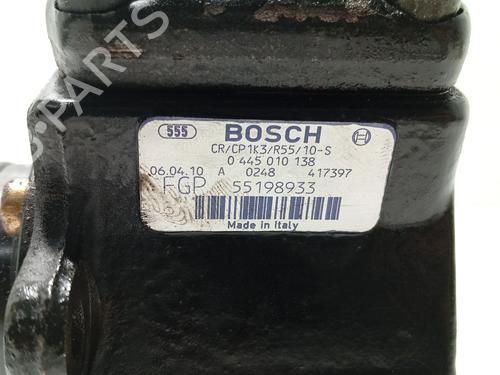 B-PARTS
555 BOSCH
CR/CP1K3/R55/10-S
0 445 010 138
06.04.10 A 0248 417397
FGP 55198933
Made in Italy